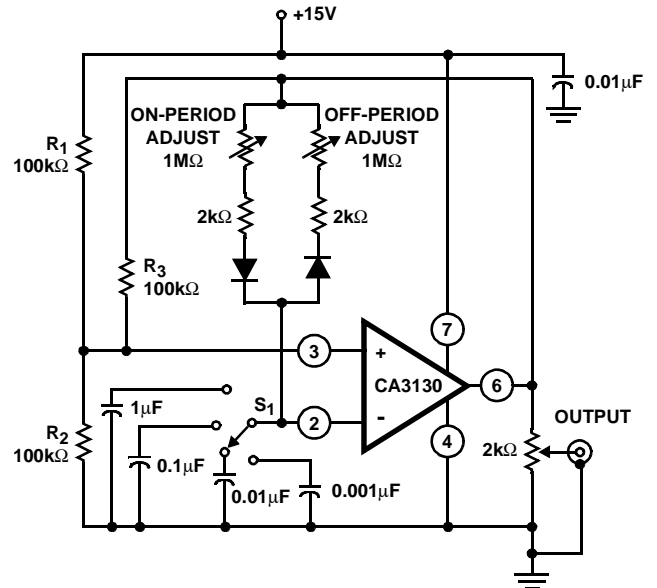 +15V
0.01μF
ON-PERIOD
ADJUST
1MΩ
OFF-PERIOD
ADJUST
1MΩ
R1
100kΩ
2kΩ
2kΩ
R3
100kΩ
7
3
+
CA3130
6
2
-
4
S1
1μF
R2
100kΩ
0.1μF
0.01μF
0.001μF
OUTPUT
2kΩ